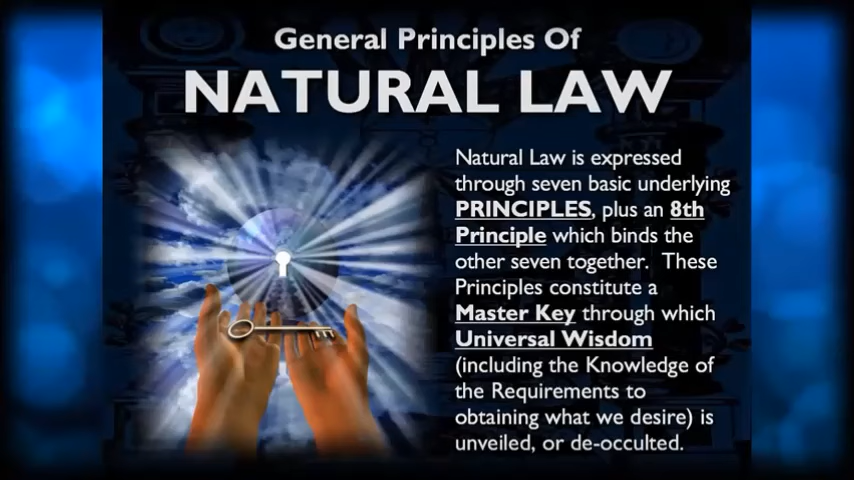 General Principles Of
NATURAL LAW
Natural Law is expressed
through seven basic underlying
PRINCIPLES, plus an 8th
Principle which binds the
other seven together.  These
Principles constitute a
Master Key through which
Universal Wisdom
(including the Knowledge of
the Requirements to
obtaining what we desire) is
unveiled, or de-occulted.